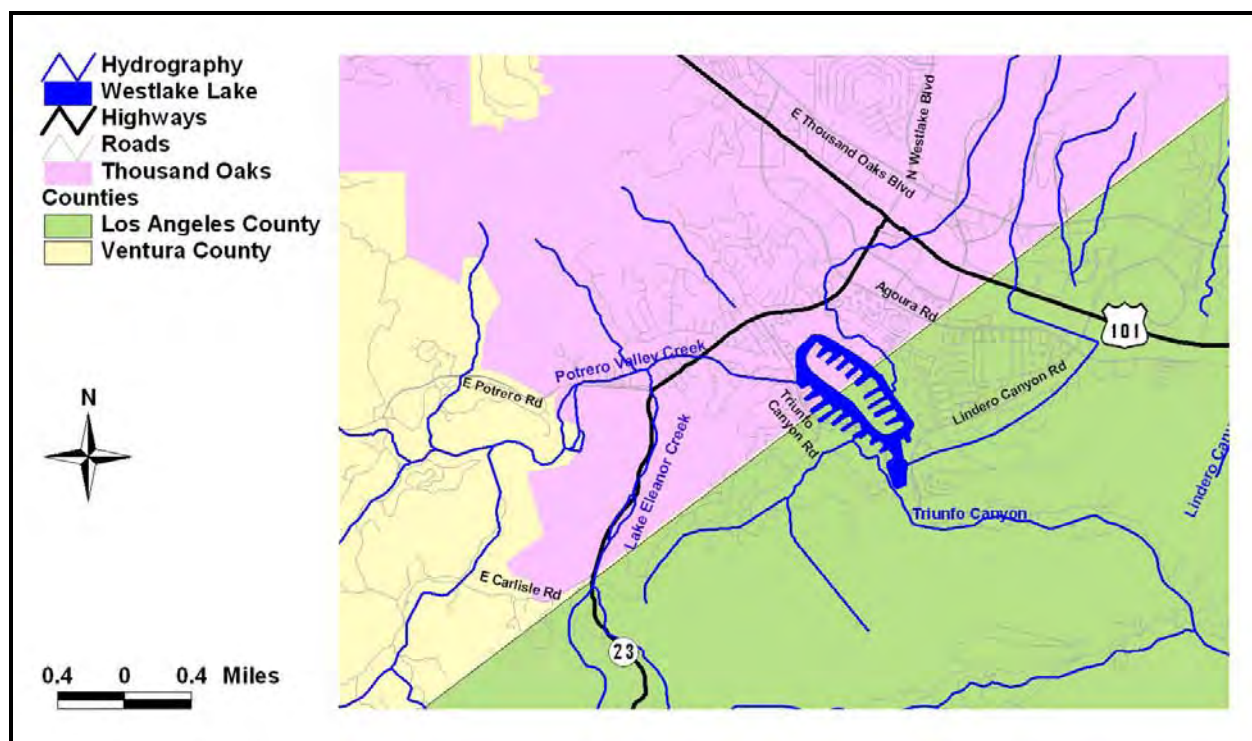 Hydrography
Westlake Lake
Highways
Roads
Thousand Oaks
Counties
Los Angeles County
Ventura County
N
0.4 0 0.4 Miles
E Thousand Oaks Blvd
N Westlake Blvd
Agoura Rd
101
Potrero Valley Creek
E Potrero Rd
Triunfo
Canyon Rd
Lindero Canyon Rd
Lake Eleanor Creek
Triunfo Canyon
Lindero
E Carlisle Rd
23